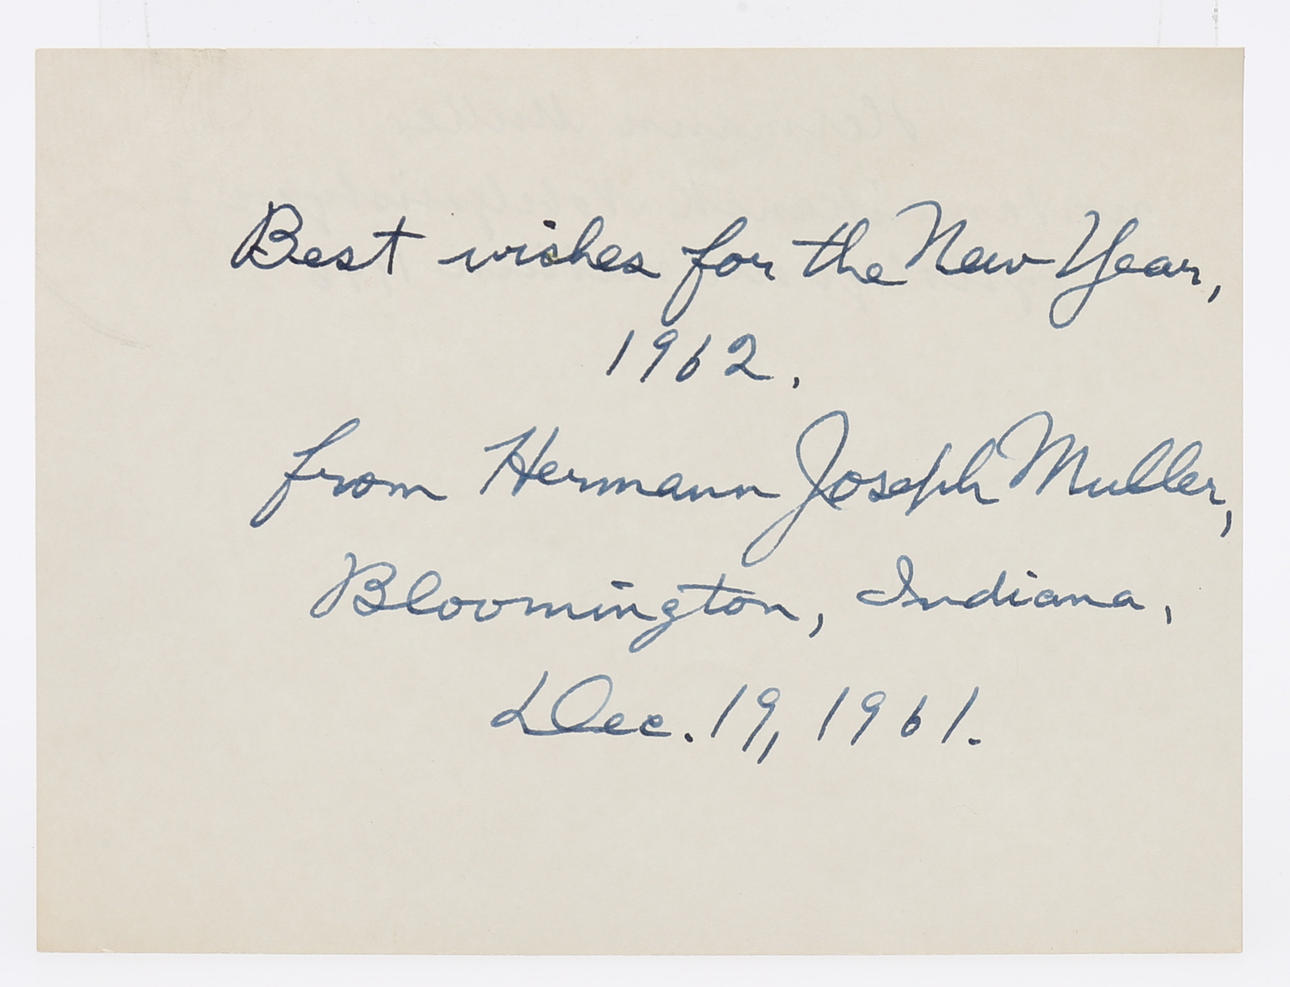 Best wishes for the New Year,
1962.
from Hermann Joseph Muller,
Bloomington, Indiana,
Dec. 19, 1961.